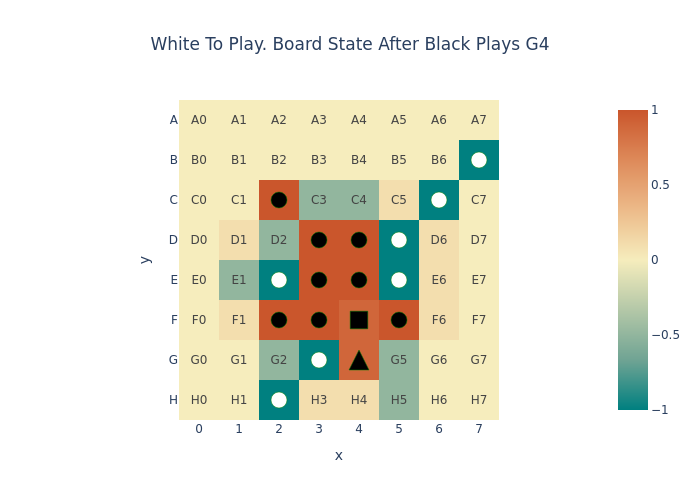 White To Play. Board State After Black Plays G4
A A0 A1 A2 A3 A4 A5 A6 A7 1
B B0 B1 B2 B3 B4 B5 B6
C C0 C1 C3 C4 C5 C7 0.5
D D0 D1 D2 D6 D7
y
E E0 E1 E6 E7 0
F F0 F1 F6 F7 −0.5
G G0 G1 G2 G5 G6 G7
H H0 H1 H3 H4 H5 H6 H7 −1
0 1 2 3 4 5 6 7
x